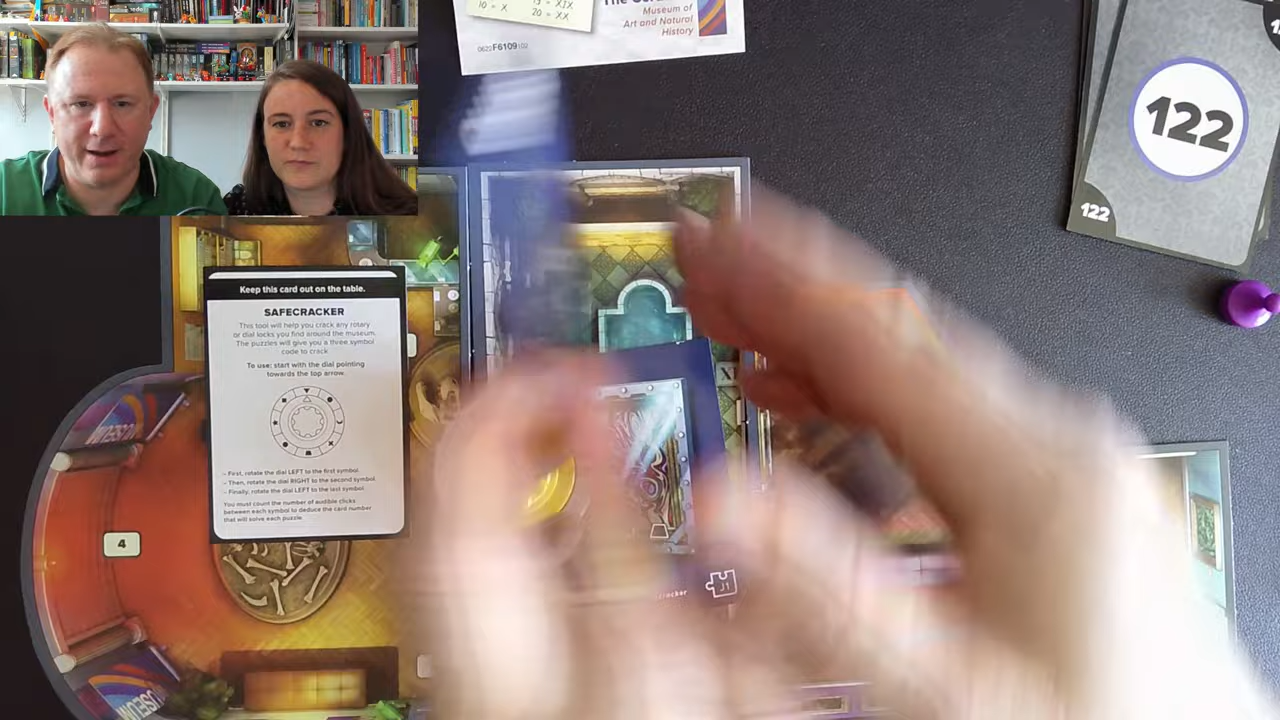 10 = X
20 = XX
Museum of
Art and Natural
History
0622F6109102
122
122
Keep this card out on the table.
SAFECRACKER
This tool will help you crack any rotary
or dial locks you find around the museum.
The puzzles will give you a three symbol
code to crack
To use: start with the dial pointing
towards the top arrow.
- First, rotate the dial LEFT to the first symbol.
- Then, rotate the dial RIGHT to the second symbol.
- Finally, rotate the dial LEFT to the last symbol.
You must count the number of audible clicks
between each symbol to deduce the card number
that will solve each puzzle.
4
J1